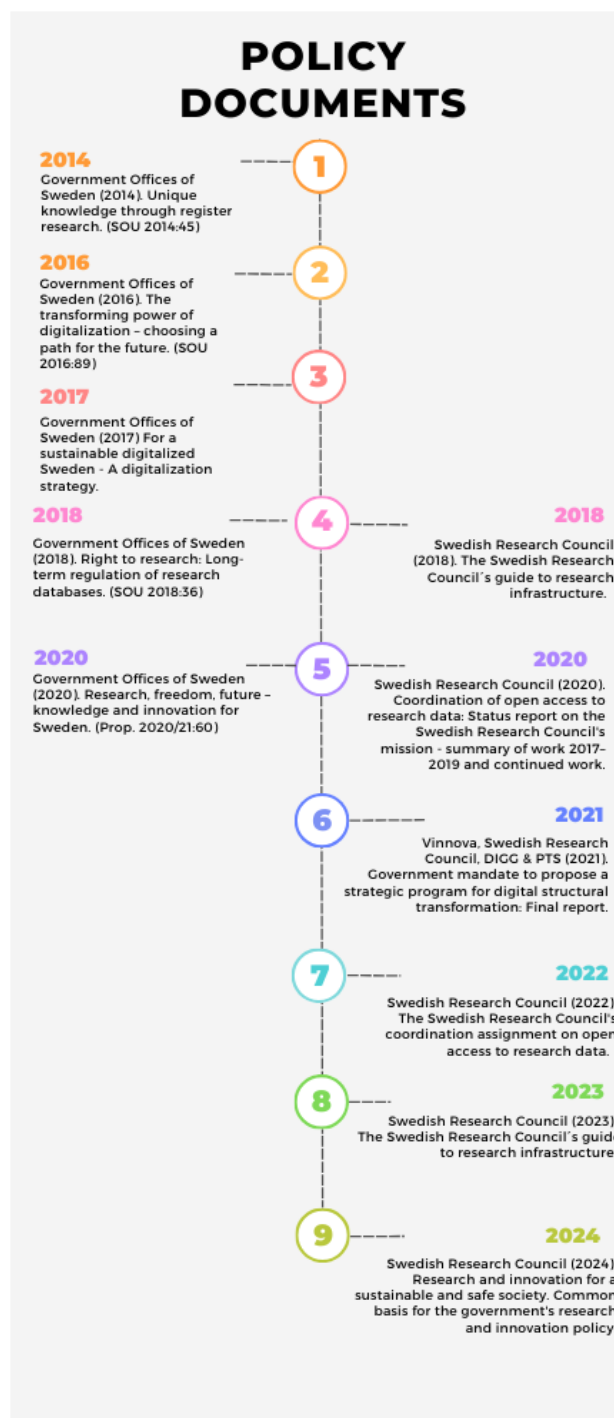 POLICY
DOCUMENTS
1
2014
Government Offices of
Sweden (2014). Unique
knowledge through register
research. (SOU 2014:45)
2
2016
Government Offices of
Sweden (2016). The
transforming power of
digitalization – choosing a
path for the future. (SOU
2016:89)
3
2017
Government Offices of
Sweden (2017) For a
sustainable digitalized
Sweden - A digitalization
strategy.
4
2018
Government Offices of Sweden
(2018). Right to research: Long-
term regulation of research
databases. (SOU 2018:36)
2018
Swedish Research Council
(2018). The Swedish Research
Council´s guide to research
infrastructure.
5
2020
Government Offices of Sweden
(2020). Research, freedom, future –
knowledge and innovation for
Sweden. (Prop. 2020/21:60)
2020
Swedish Research Council (2020).
Coordination of open access to
research data: Status report on the
Swedish Research Council's
mission - summary of work 2017–
2019 and continued work.
6
2021
Vinnova, Swedish Research
Council, DIGG & PTS (2021).
Government mandate to propose a
strategic program for digital structural
transformation: Final report.
7
2022
Swedish Research Council (2022)
The Swedish Research Council's
coordination assignment on open
access to research data.
8
2023
Swedish Research Council (2023)
The Swedish Research Council´s guide
to research infrastructure
9
2024
Swedish Research Council (2024)
Research and innovation for a
sustainable and safe society. Common
basis for the government's research
and innovation policy